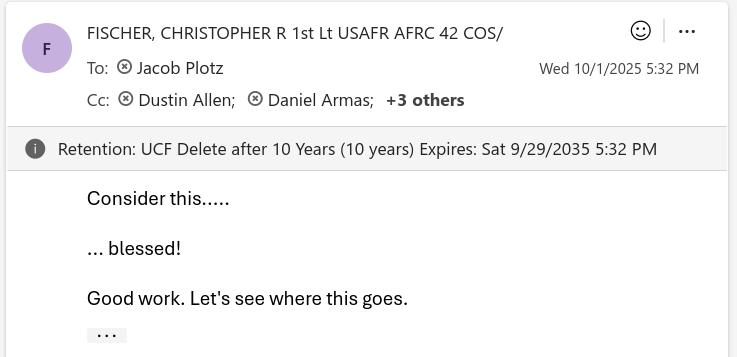 F
FISCHER, CHRISTOPHER R 1st Lt USAFR AFRC 42 COS/
To: Jacob Plotz
Wed 10/1/2025 5:32 PM
Cc: Dustin Allen; Daniel Armas; +3 others
Retention: UCF Delete after 10 Years (10 years) Expires: Sat 9/29/2035 5:32 PM
Consider this.....
... blessed!
Good work. Let's see where this goes.
...